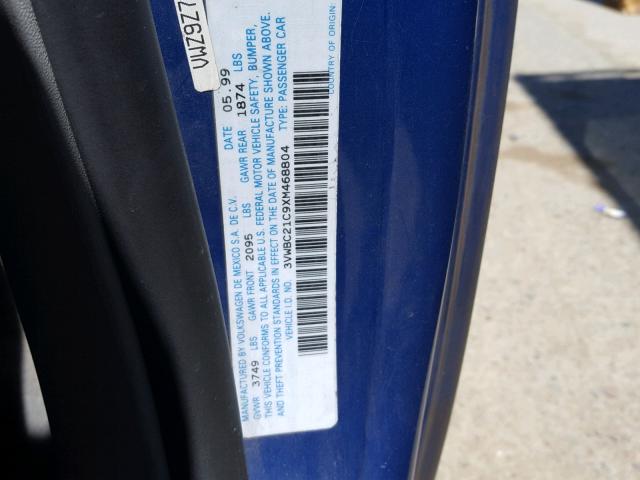 VWZ9Z7
MANUFACTURED BY VOLKSWAGEN DE MEXICO S.A. DE C.V. DATE 05.99
GVWR 3749 LBS GAWR FRONT 2095 LBS GAWR REAR 1874 LBS
THIS VEHICLE CONFORMS TO ALL APPLICABLE U.S. FEDERAL MOTOR VEHICLE SAFETY, BUMPER,
AND THEFT PREVENTION STANDARDS IN EFFECT ON THE DATE OF MANUFACTURE SHOWN ABOVE.
VEHICLE I.D. NO. 3VWBC21C9XM468804 TYPE: PASSENGER CAR
COUNTRY OF ORIGIN: